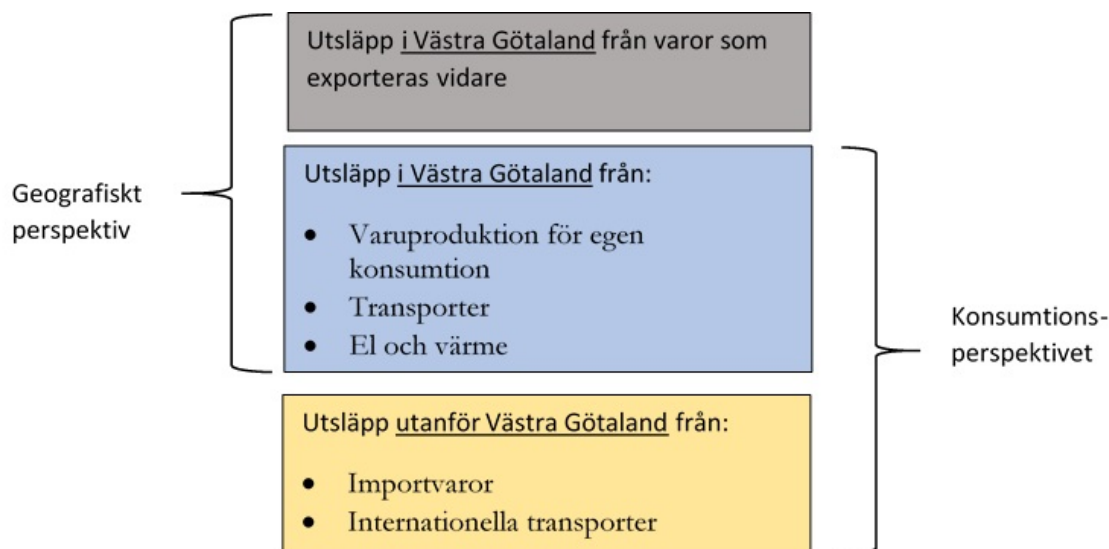 Utsläpp i Västra Götaland från varor som
exporteras vidare
Geografiskt
perspektiv
Utsläpp i Västra Götaland från:
• Varuproduktion för egen
konsumtion
• Transporter
• El och värme
Konsumtions-
perspektivet
Utsläpp utanför Västra Götaland från:
• Importvaror
• Internationella transporter